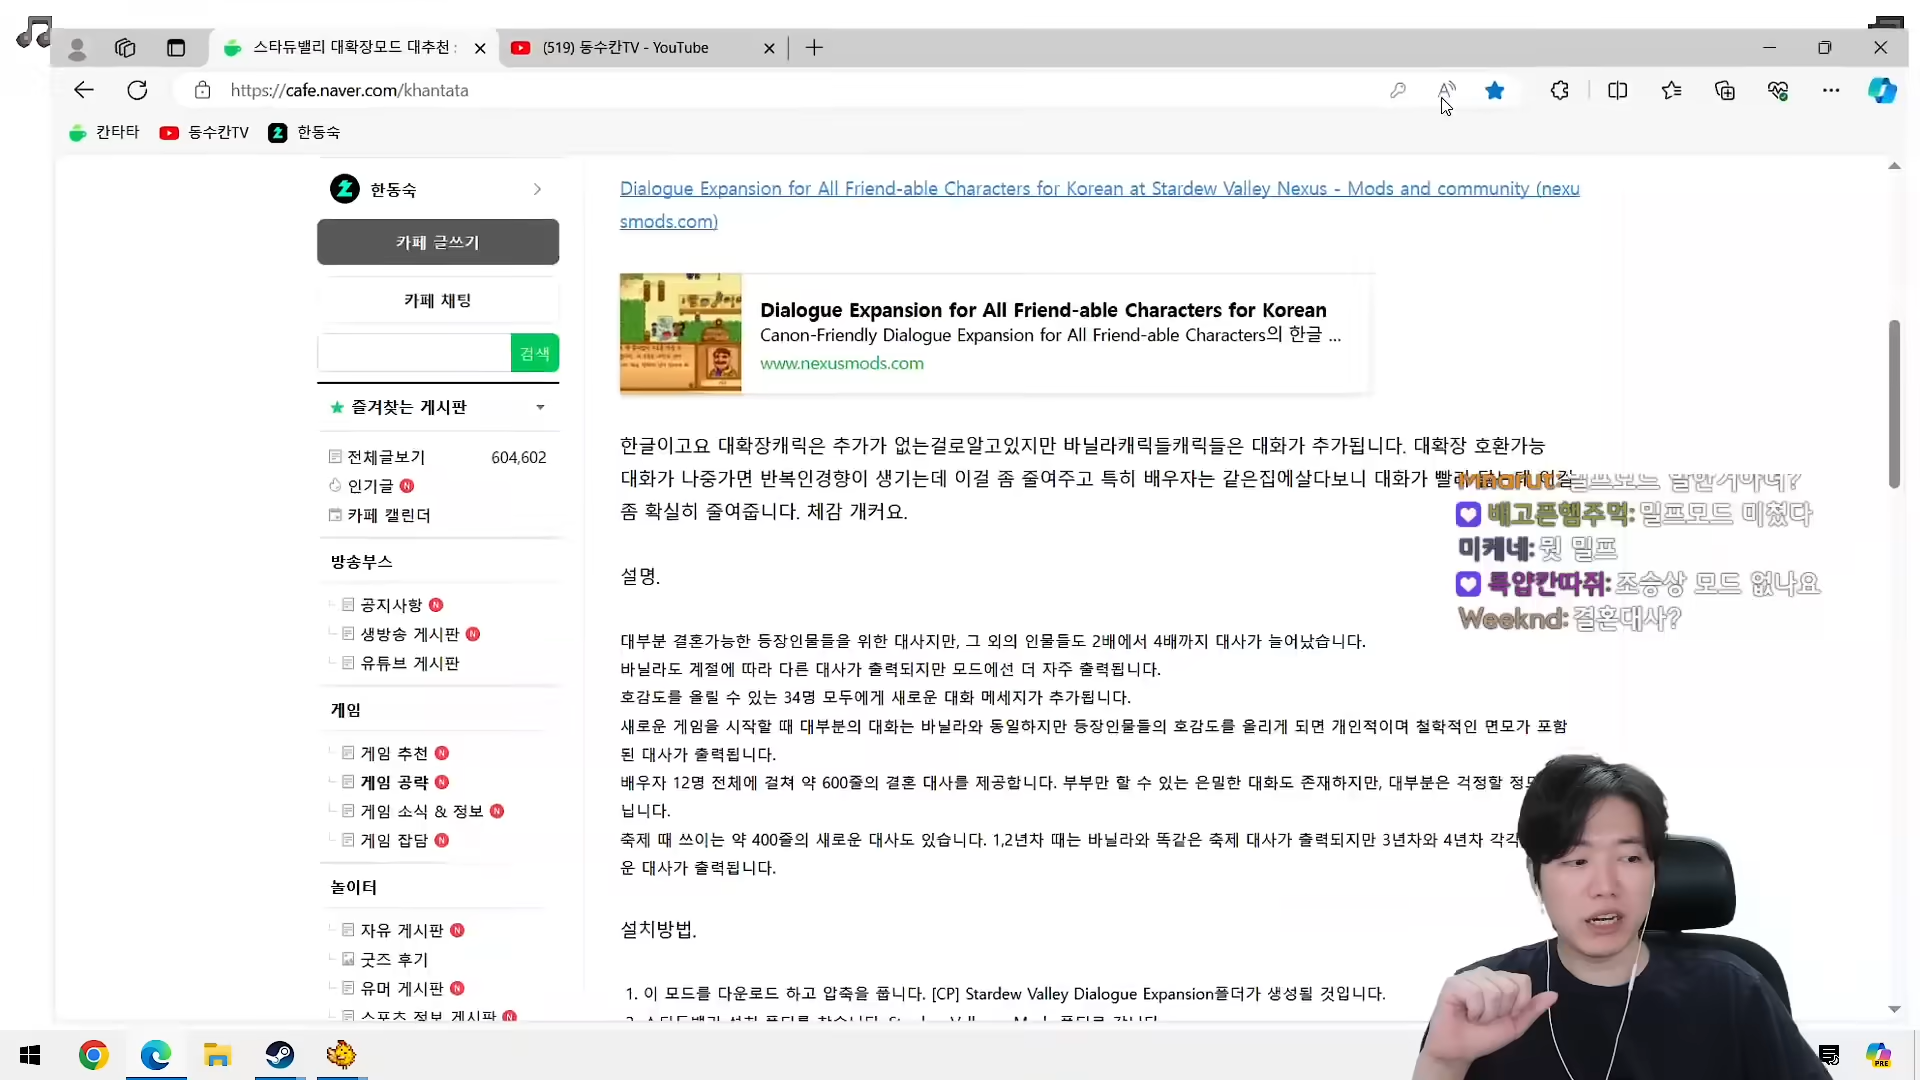 스타듀밸리 대확장모드 대추천 :
(519) 동수칸TV - YouTube
https://cafe.naver.com/khantata
칸타타
동수칸TV
한동숙
한동숙
카페 글쓰기
카페 채팅
검색
즐겨찾는 게시판
전체글보기 604,602
인기글
카페 캘린더
방송부스
공지사항
생방송 게시판
유튜브 게시판
게임
게임 추천
게임 공략
게임 소식 & 정보
게임 잡담
놀이터
자유 게시판
굿즈 후기
유머 게시판
스포츠 정보 게시판
Dialogue Expansion for All Friend-able Characters for Korean at Stardew Valley Nexus - Mods and community (nexu
smods.com)
Dialogue Expansion for All Friend-able Characters for Korean
Canon-Friendly Dialogue Expansion for All Friend-able Characters의 한글 ...
www.nexusmods.com
한글이고요 대확장캐릭은 추가가 없는걸로알고있지만 바닐라캐릭들캐릭들은 대화가 추가됩니다. 대확장 호환가능
대화가 나중가면 반복인경향이 생기는데 이걸 좀 줄여주고 특히 배우자는 같은집에살다보니 대화가
좀 확실히 줄여줍니다. 체감 개커요.
설명.
대부분 결혼가능한 등장인물들을 위한 대사지만, 그 외의 인물들도 2배에서 4배까지 대사가 늘어났습니다.
바닐라도 계절에 따라 다른 대사가 출력되지만 모드에선 더 자주 출력됩니다.
호감도를 올릴 수 있는 34명 모두에게 새로운 대화 메세지가 추가됩니다.
새로운 게임을 시작할 때 대부분의 대화는 바닐라와 동일하지만 등장인물들의 호감도를 올리게 되면 개인적이며 철학적인 면모가 포함
된 대사가 출력됩니다.
배우자 12명 전체에 걸쳐 약 600줄의 결혼 대사를 제공합니다. 부부만 할 수 있는 은밀한 대화도 존재하지만, 대부분은 걱정할
닙니다.
축제 때 쓰이는 약 400줄의 새로운 대사도 있습니다. 1,2년차 때는 바닐라와 똑같은 축제 대사가 출력되지만 3년차와 4년차 각각
운 대사가 출력됩니다.
설치방법.
1. 이 모드를 다운로드 하고 압축을 풉니다. [CP] Stardew Valley Dialogue Expansion폴더가 생성될 것입니다.
배고픈햄주먹: 밀프모드 미쳤다
미케네: 뭣 밀프
륵얍칸따쥐: 조승상 모드 없나요
Weeknd: 결혼대사?